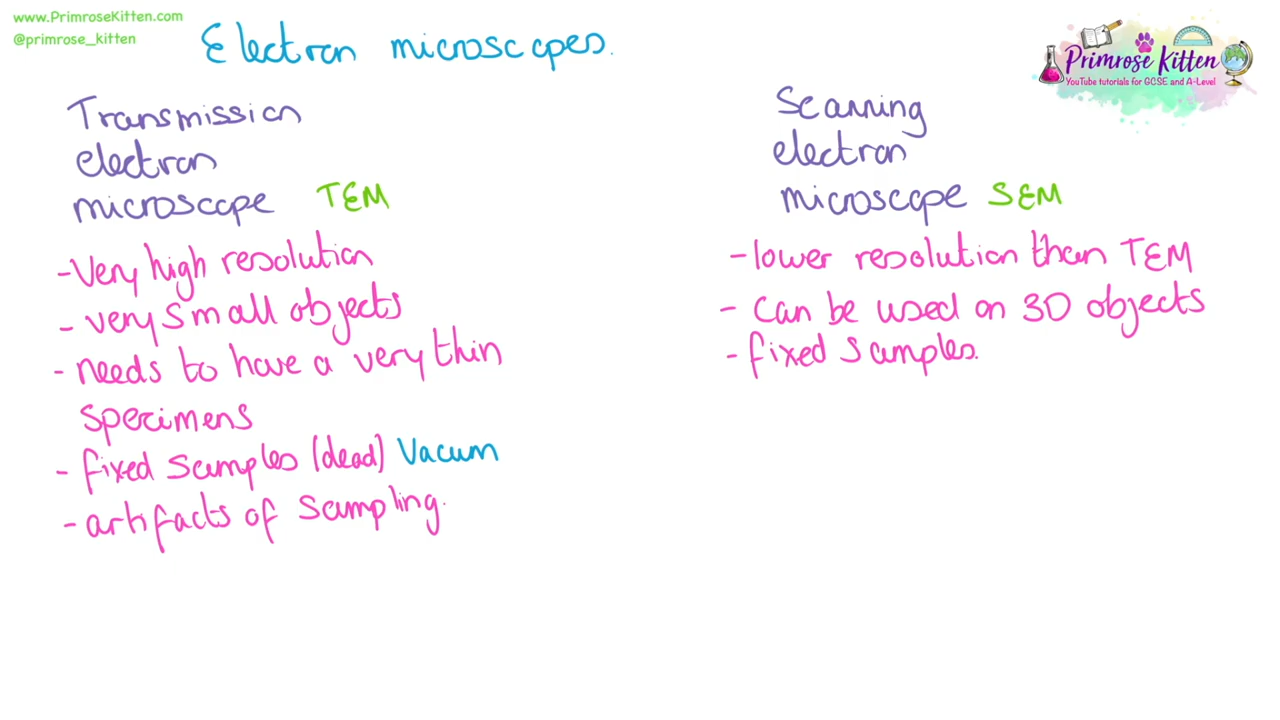 www.PrimroseKitten.com
@primrose_kitten
Electron microscopes.
Primrose Kitten
YouTube tutorials for GCSE and A-Level
Transmission
electron
microscope TEM
- Very high resolution
- very small objects
- needs to have a very thin
specimens
- fixed samples (dead) Vacum
- artifacts of sampling.
Scanning
electron
microscope SEM
- lower resolution than TEM
- can be used on 3D objects
- fixed samples.